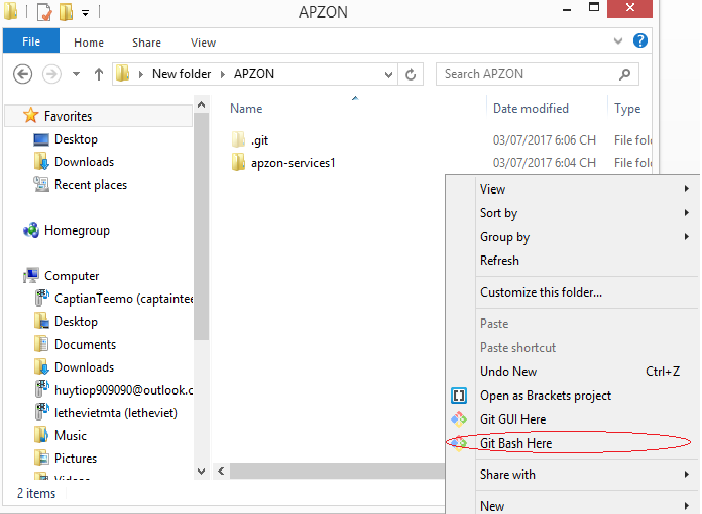 APZON
File Home Share View
New folder APZON Search APZON
Name Date modified Type
Favorites
Desktop
Downloads
Recent places
Homegroup
Computer
CaptianTeemo (captaintee
Desktop
Documents
Downloads
huytiop909090@outlook.c
lethevietmta (letheviet)
Music
Pictures
Videos
.git 03/07/2017 6:06 CH File fol
apzon-services1 03/07/2017 6:04 CH File fol
View
Sort by
Group by
Refresh
Customize this folder...
Paste
Paste shortcut
Undo New Ctrl+Z
Open as Brackets project
Git GUI Here
Git Bash Here
Share with
New
2 items